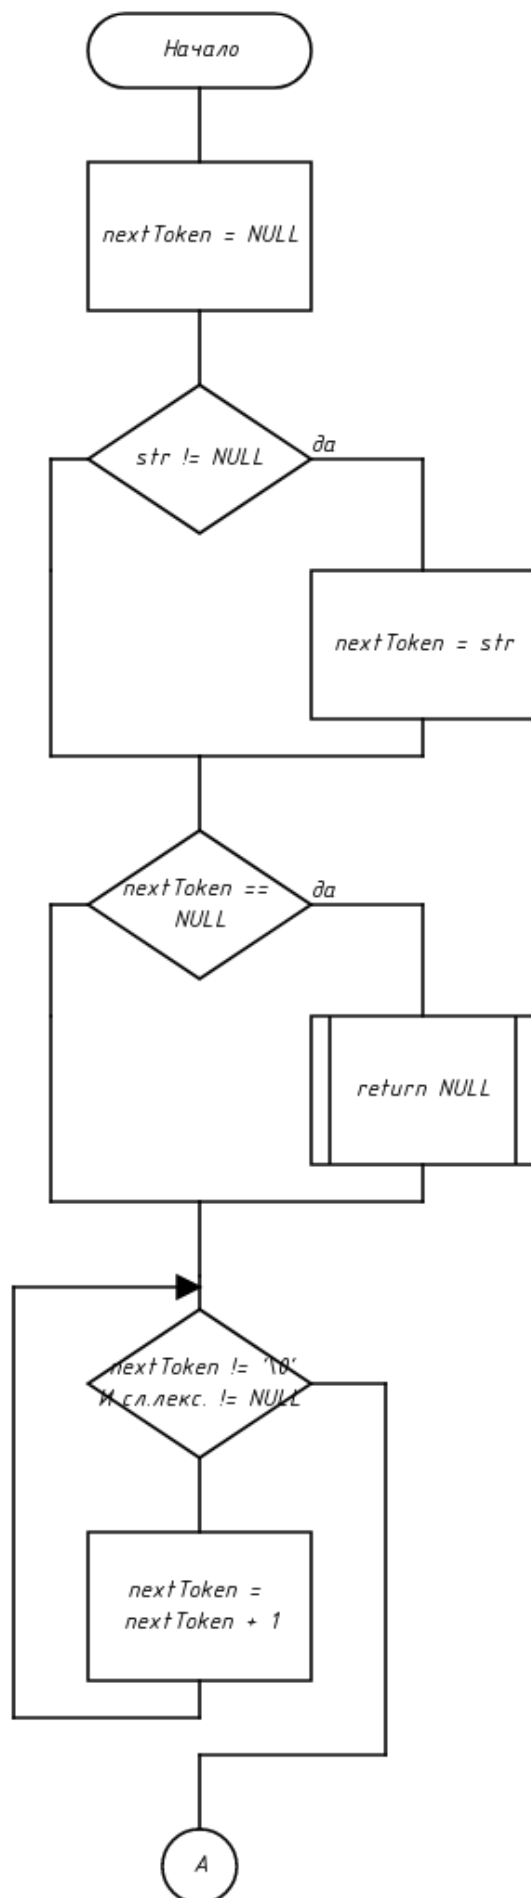 Начало
nextToken = NULL
str != NULL
да
nextToken = str
nextToken ==
NULL
да
return NULL
nextToken != '\0'
И сл.лекс. != NULL
nextToken =
nextToken + 1
A